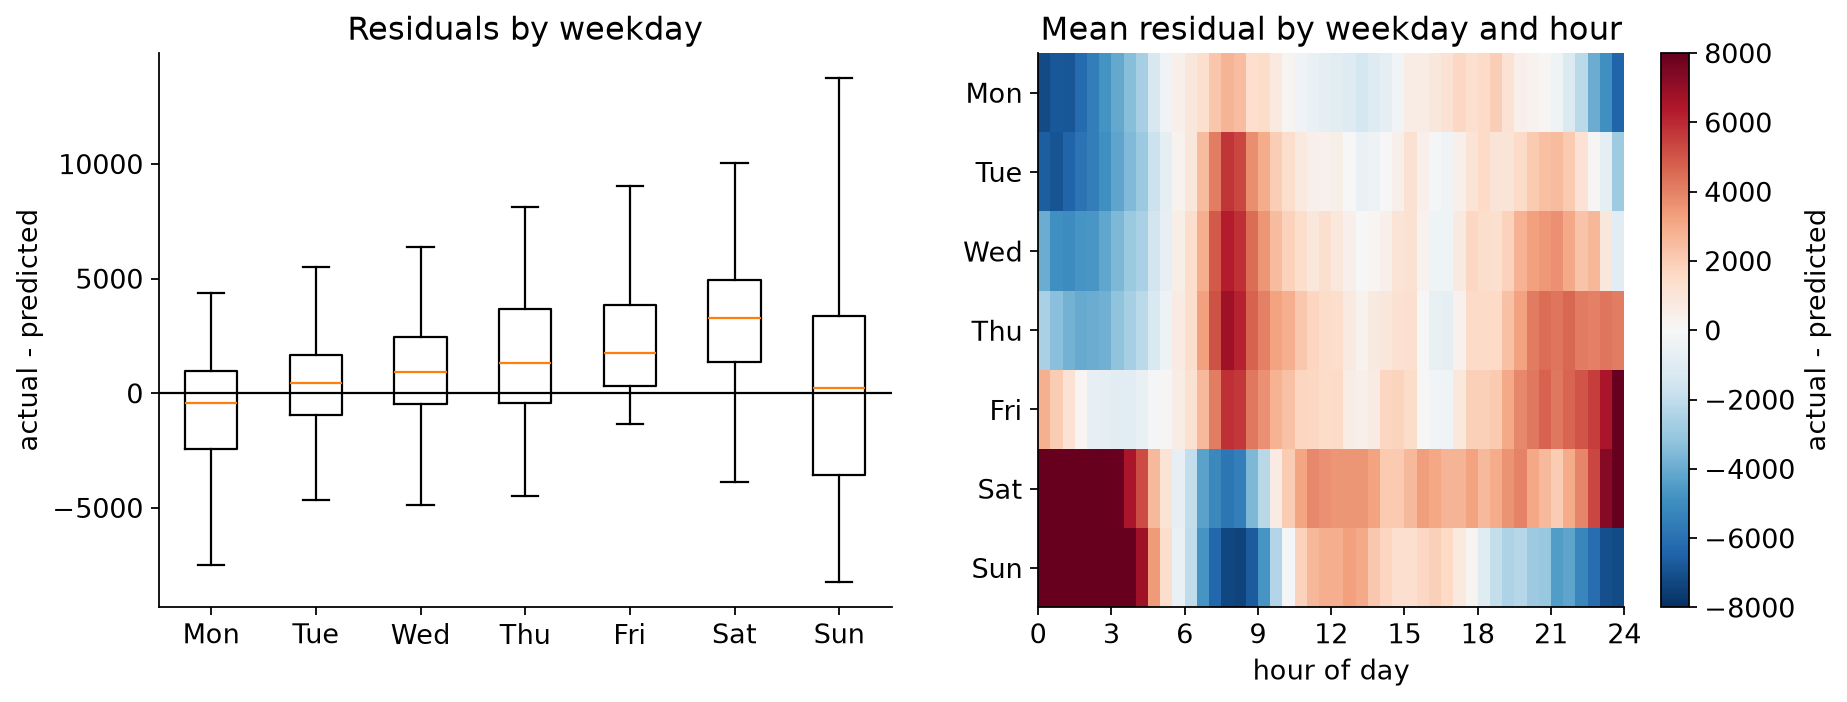 Residuals by weekday
actual - predicted
10000
5000
0
−5000
Mon Tue Wed Thu Fri Sat Sun
Mean residual by weekday and hour
Mon
Tue
Wed
Thu
Fri
Sat
Sun
0 3 6 9 12 15 18 21 24
hour of day
8000
6000
4000
2000
0
−2000
−4000
−6000
−8000
actual - predicted